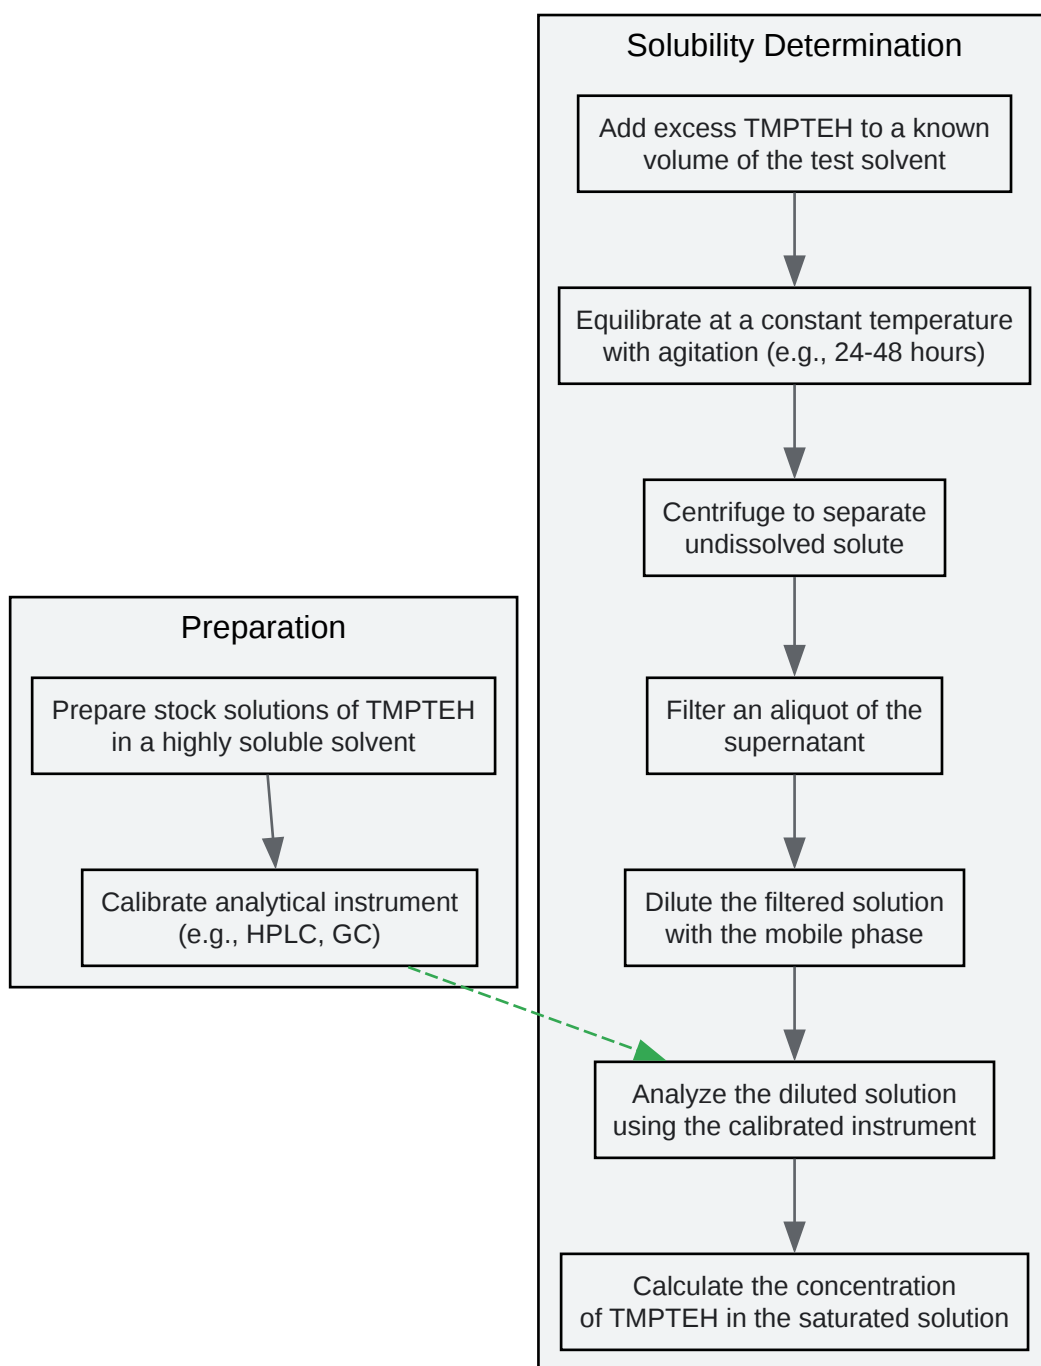 Solubility Determination
Add excess TMPTEH to a known
volume of the test solvent
Equilibrate at a constant temperature
with agitation (e.g., 24-48 hours)
Centrifuge to separate
undissolved solute
Preparation
Prepare stock solutions of TMPTEH
in a highly soluble solvent
Filter an aliquot of the
supernatant
Calibrate analytical instrument
(e.g., HPLC, GC)
Dilute the filtered solution
with the mobile phase
Analyze the diluted solution
using the calibrated instrument
Calculate the concentration
of TMPTEH in the saturated solution